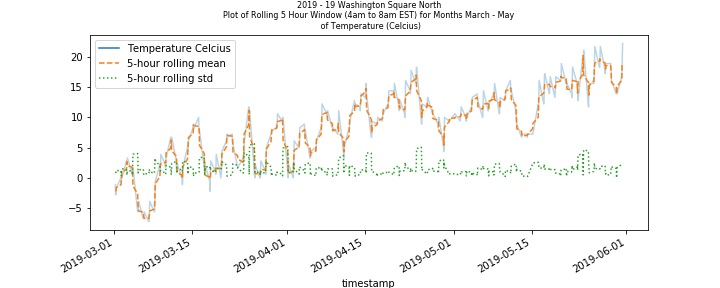 2019 - 19 Washington Square North
Plot of Rolling 5 Hour Window (4am to 8am EST) for Months March - May
of Temperature (Celcius)
Temperature Celcius
5-hour rolling mean
5-hour rolling std
20
15
10
5
0
−5
2019-03-01
2019-03-15
2019-04-01
2019-04-15
2019-05-01
2019-05-15
2019-06-01
timestamp